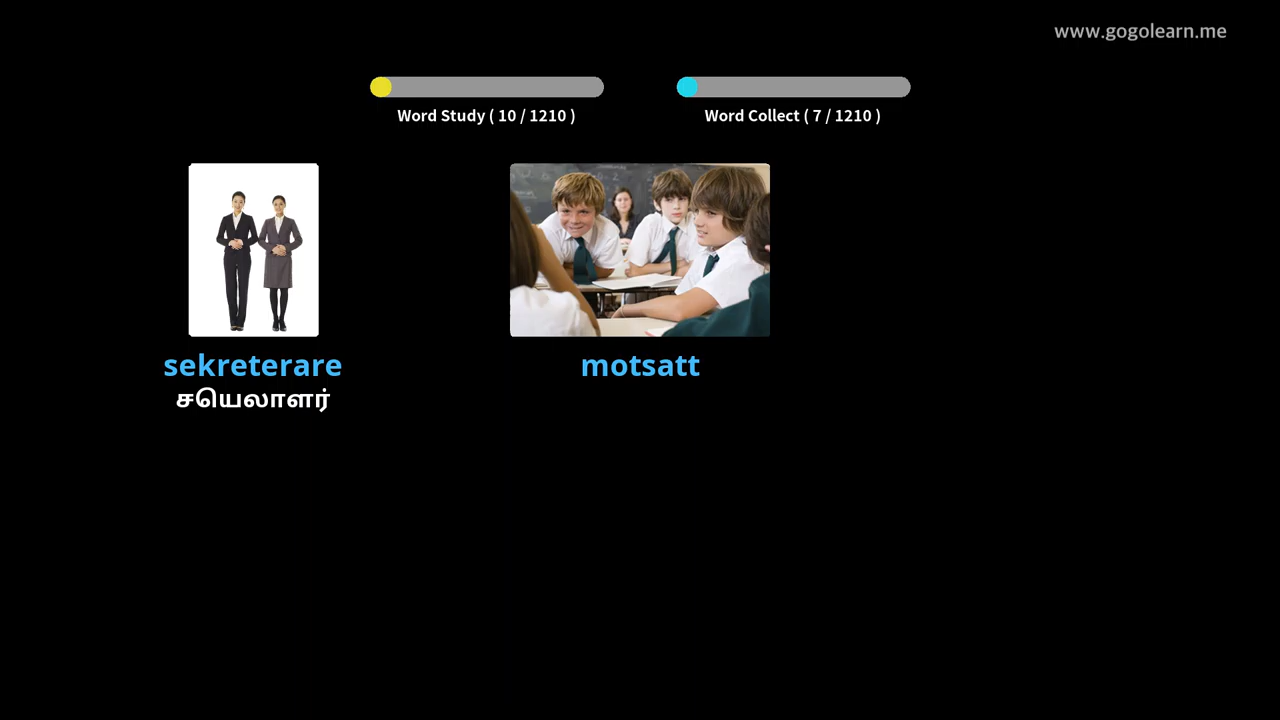 www.gogolearn.me
Word Study ( 10 / 1210 )
Word Collect ( 7 / 1210 )
sekreterare
சயெலாளர்
motsatt